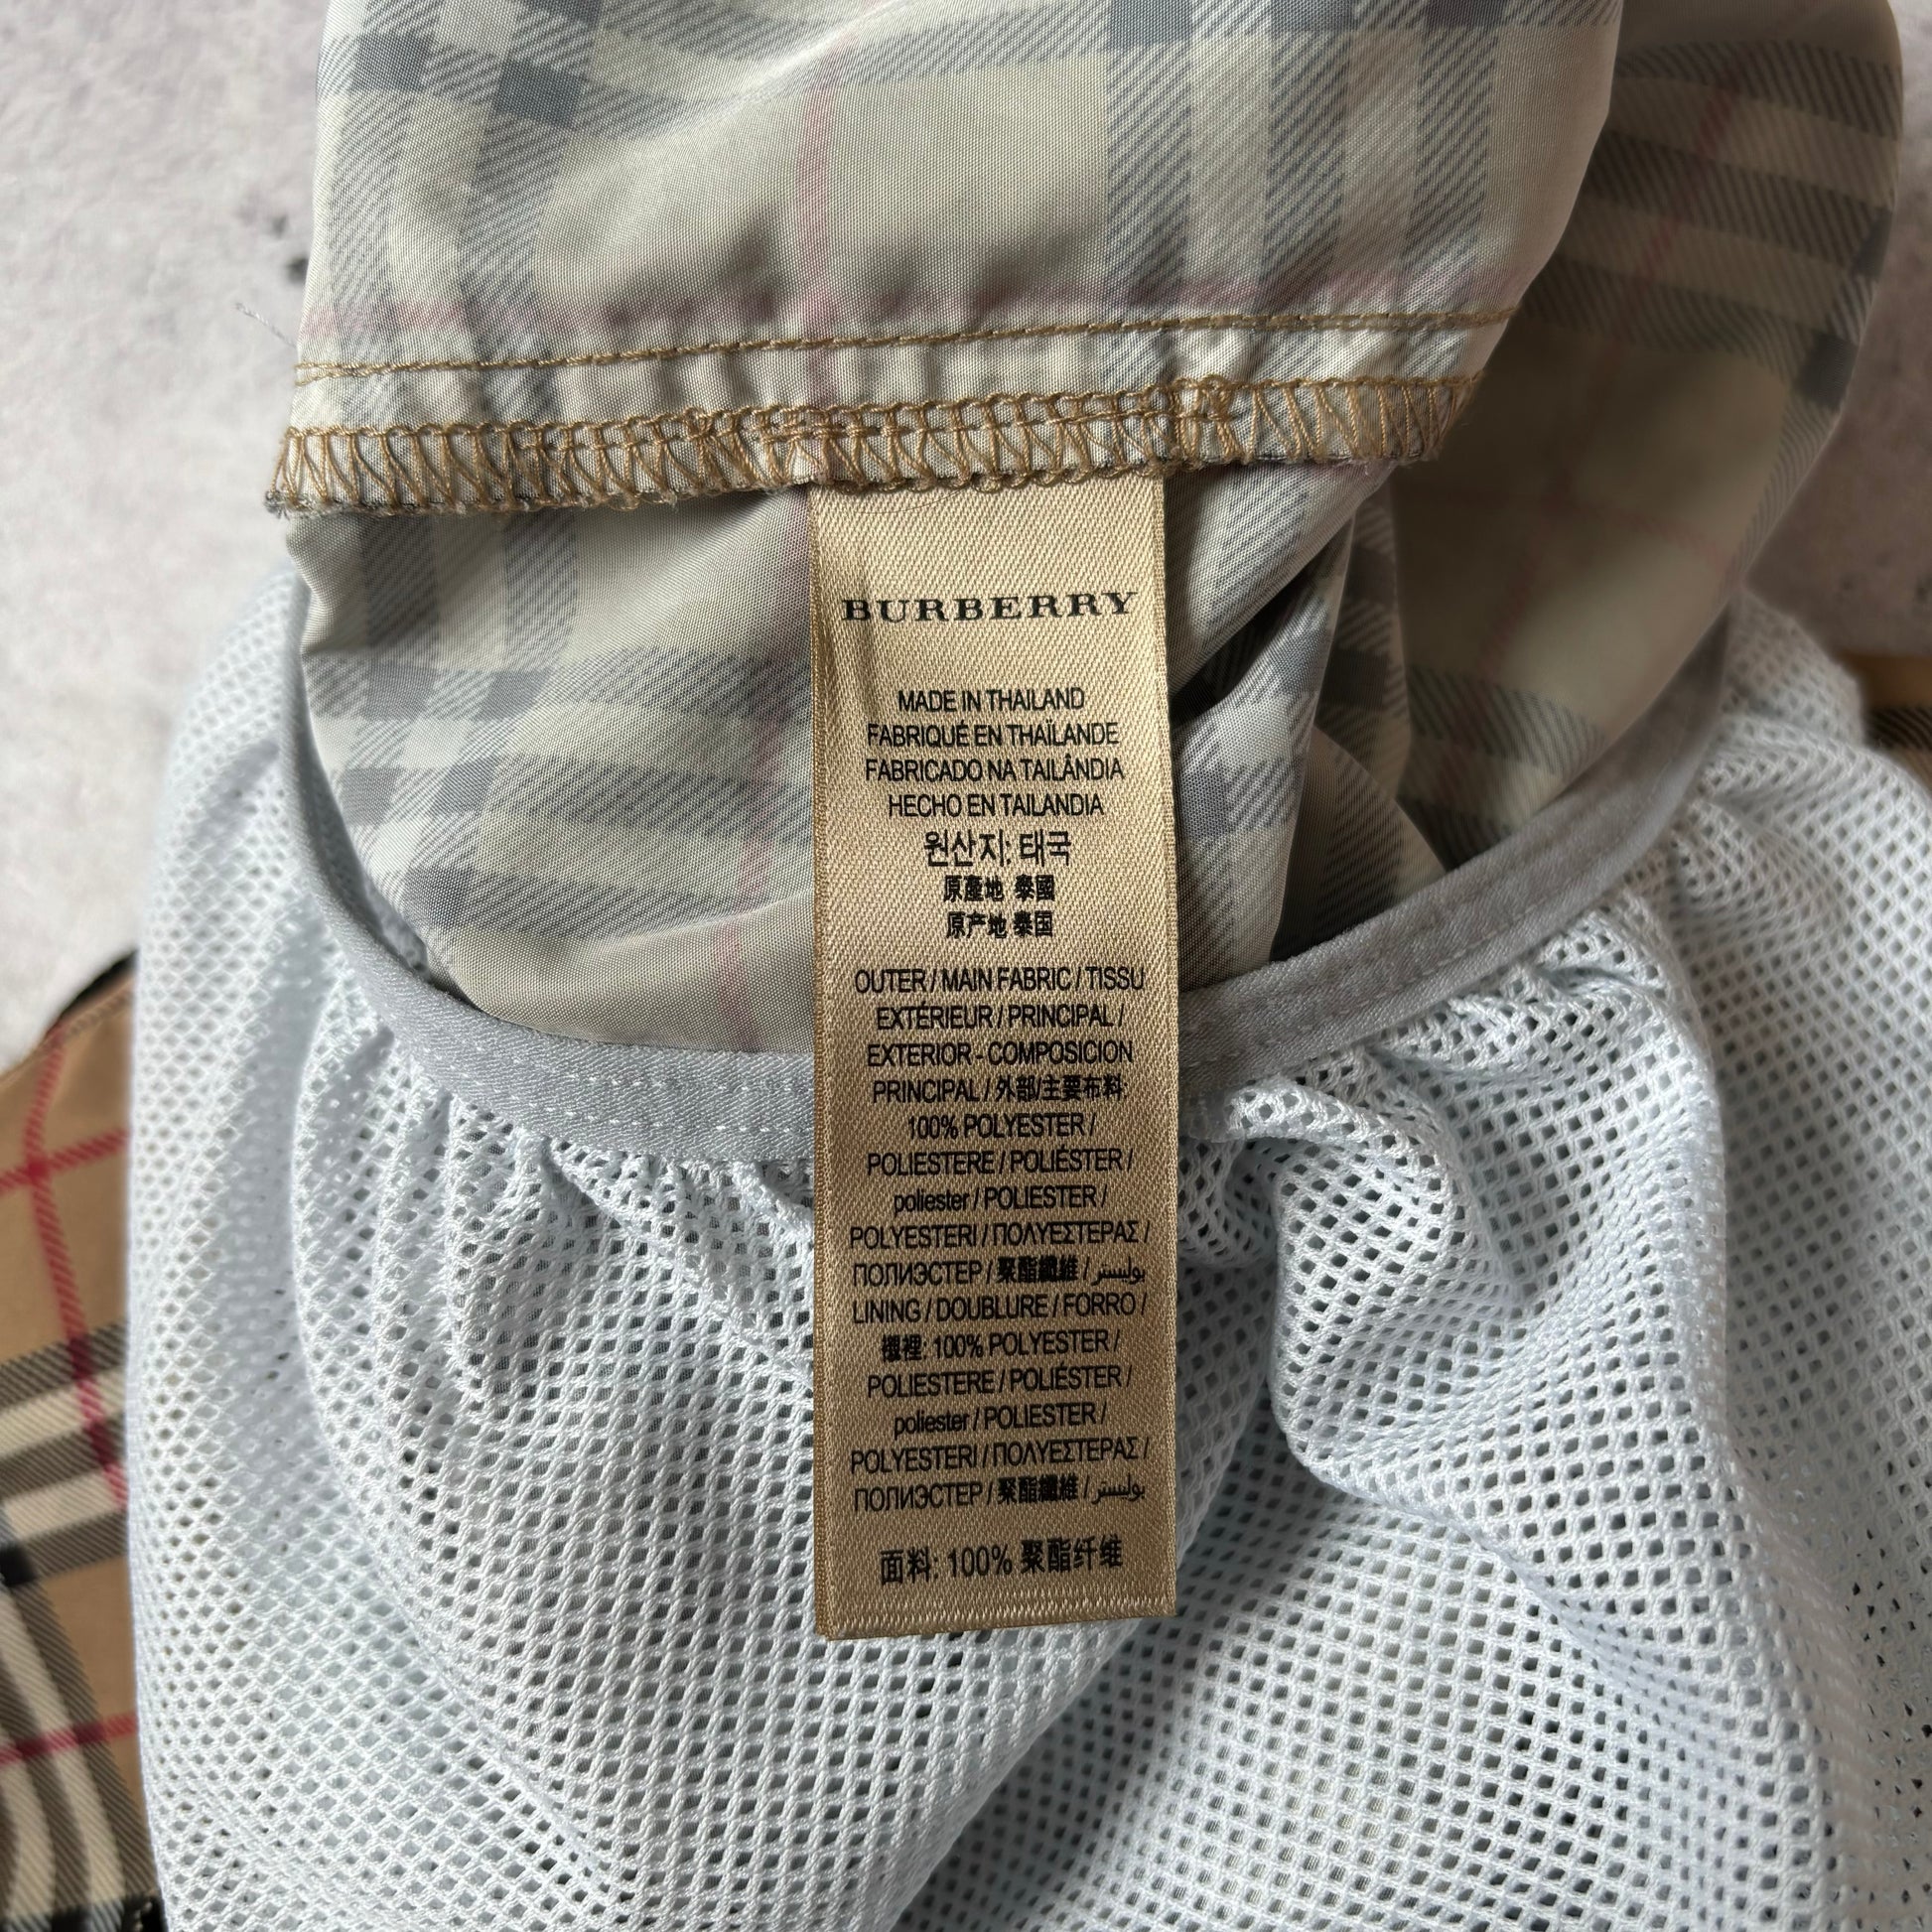 BURBERRY
MADE IN THAILAND
FABRIQUÉ EN THAÏLANDE
FABRICADO NA TAILÂNDIA
HECHO EN TAILANDIA
원산지: 태국
原產地 泰國
原产地 泰国
OUTER / MAIN FABRIC / TISSU
EXTÉRIEUR / PRINCIPAL /
EXTERIOR - COMPOSICION
PRINCIPAL / 外部/主要布料
100% POLYESTER /
POLIESTERE / POLIÉSTER /
poliester / POLIESTER /
POLYESTERI / ΠΟΛΥΕΣΤΕΡΑΣ /
ПОЛИЭСТЕР / 聚酯纖維 / بوليستر
LINING / DOUBLURE / FORRO /
裡: 100% POLYESTER /
POLIESTERE / POLIÉSTER /
poliester / POLIESTER /
POLYESTERI / ΠΟΛΥΕΣΤΕΡΑΣ /
ПОЛИЭСТЕР / 聚酯纖維 / بوليستر
面料: 100% 聚酯纤维